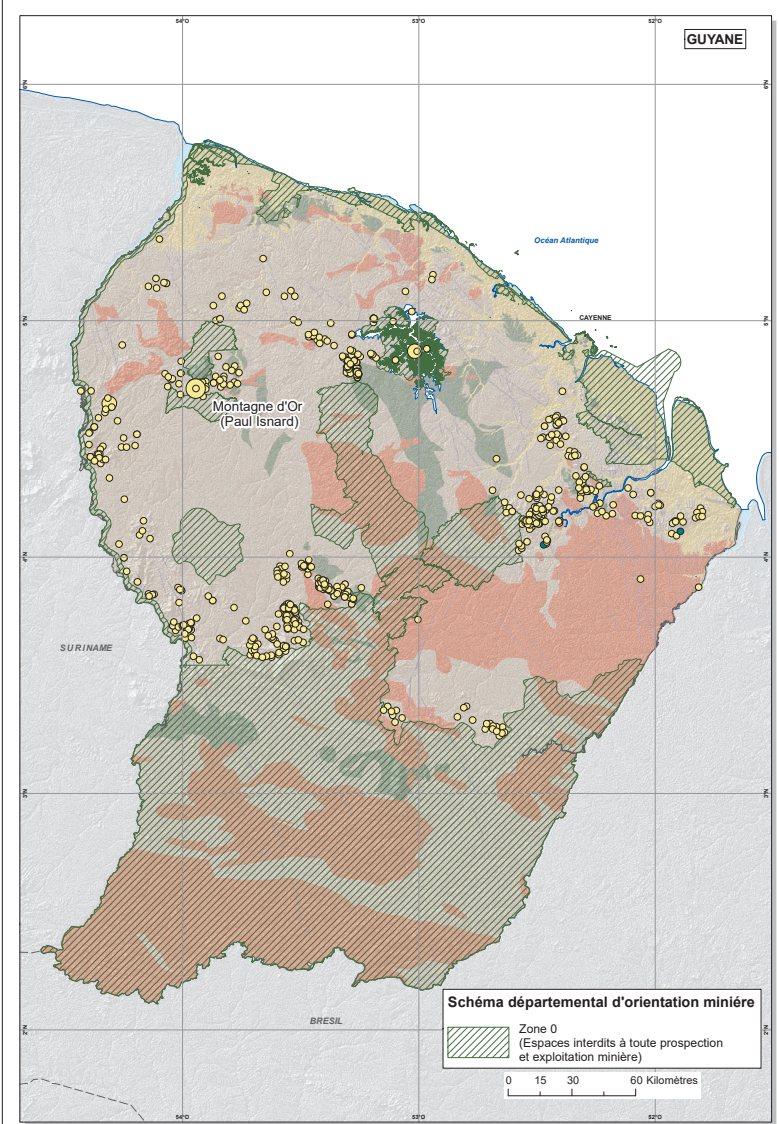 54°O
53°O
52°O
GUYANE
6°N
6°N
Océan Atlantique
CAYENNE
5°N
5°N
Montagne d'Or
(Paul Isnard)
4°N
4°N
SURINAME
3°N
3°N
BRESIL
2°N
2°N
Schéma départemental d'orientation miniére
Zone 0
(Espaces interdits à toute prospection
et exploitation minière)
0 15 30 60 Kilomètres
54°O
53°O
52°O